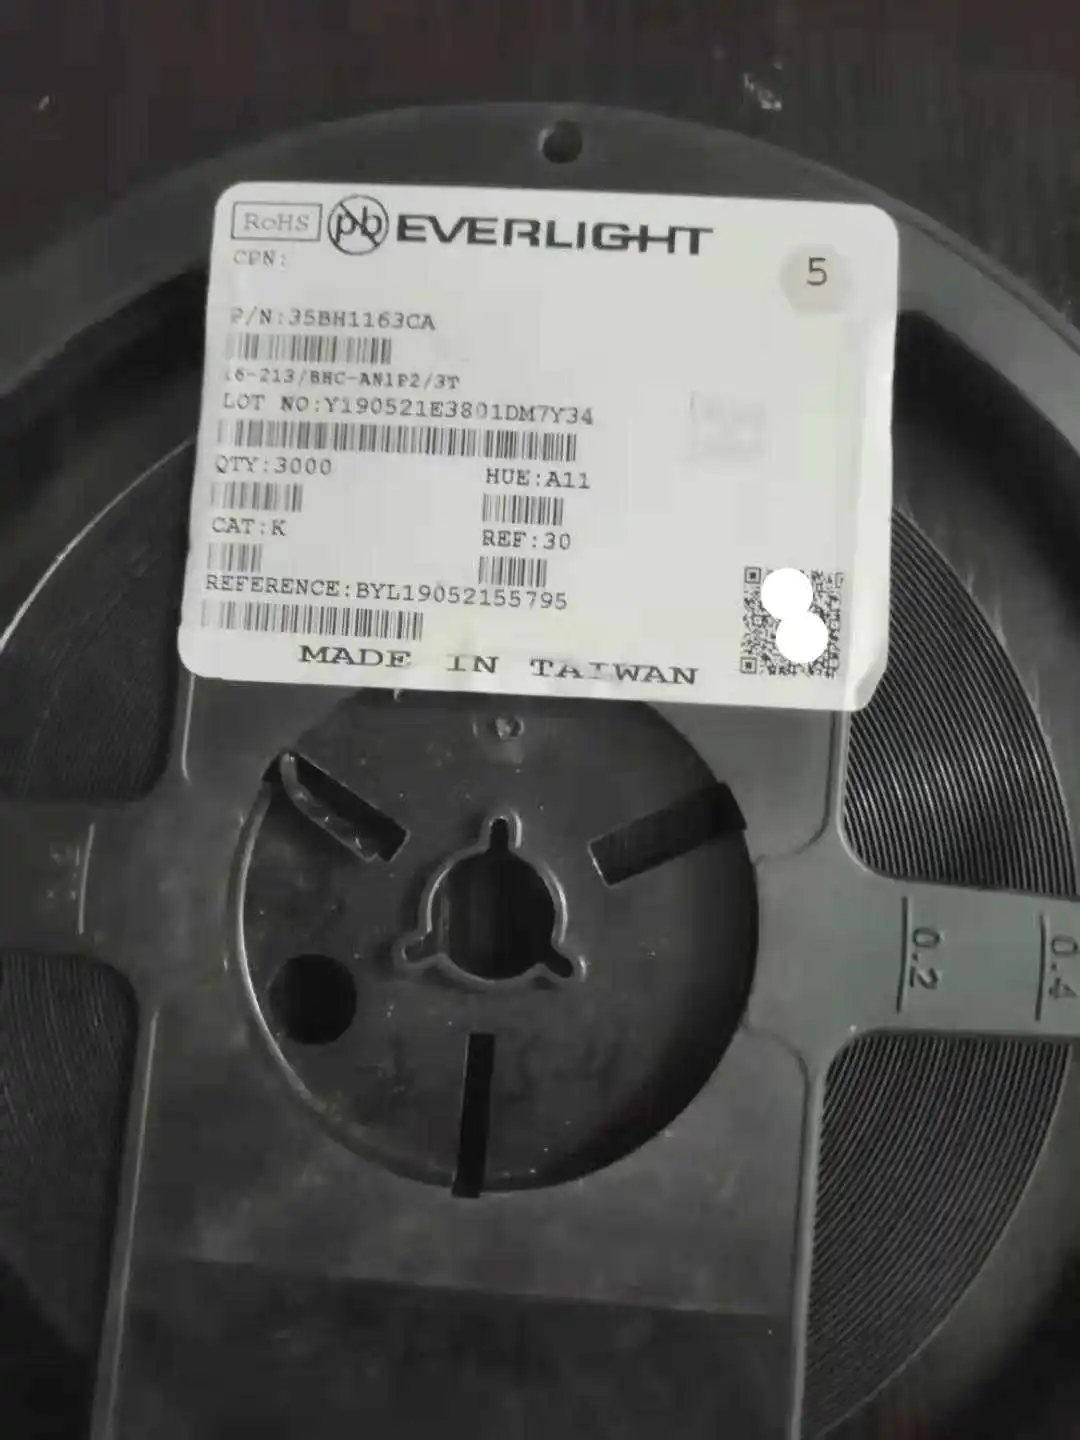 RoHS pb EVERLIGHT
CPN:
5
P/N:35BH1163CA
16-213/BHC-AN1P2/3T
LOT NO:Y190521E3801DM7Y34
QTY:3000 HUE:A11
CAT:K REF:30
REFERENCE:BYL19052155795
MADE IN TAIWAN
0.2
0.4